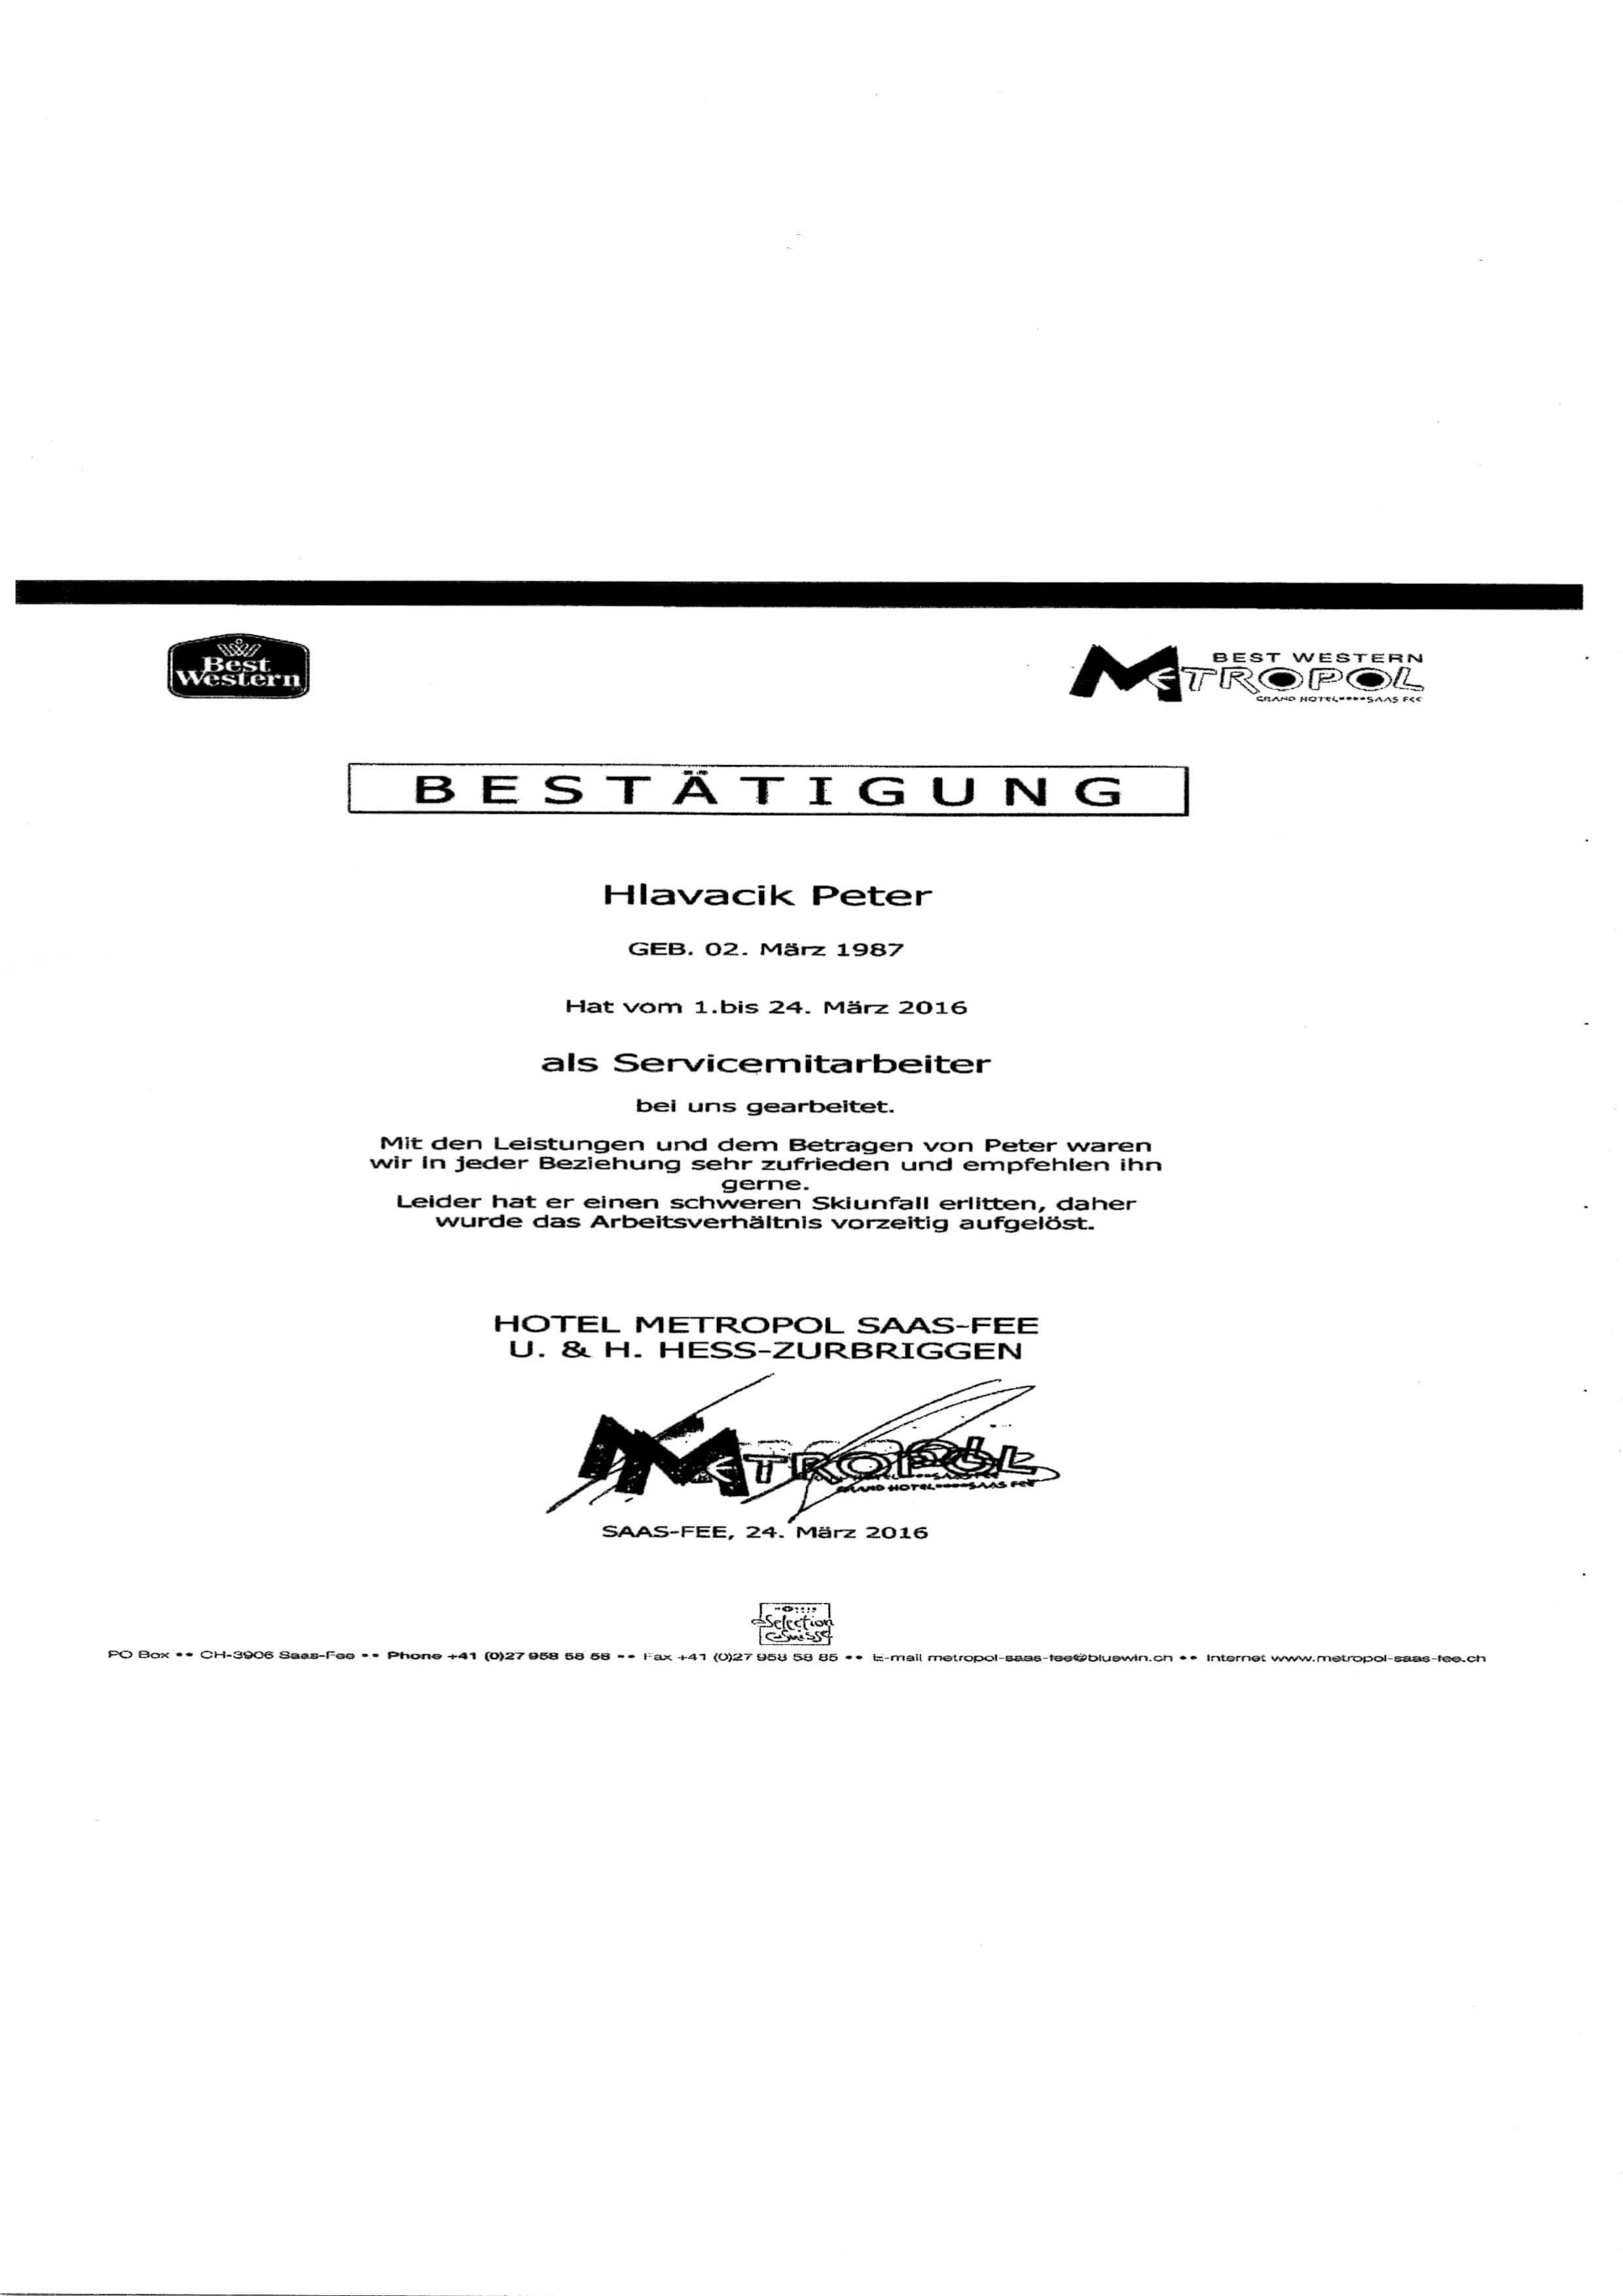 Best
Western
BEST WESTERN
METROPOL
GRAND HOTEL****SAAS FEE
BESTÄTIGUNG
Hlavacik Peter
GEB. 02. März 1987
Hat vom 1.bis 24. März 2016
als Servicemitarbeiter
bei uns gearbeitet.
Mit den Leistungen und dem Betragen von Peter waren
wir in jeder Beziehung sehr zufrieden und empfehlen ihn
gerne.
Leider hat er einen schweren Skiunfall erlitten, daher
wurde das Arbeitsverhältnis vorzeitig aufgelöst.
HOTEL METROPOL SAAS-FEE
U. & H. HESS-ZURBRIGGEN
METROPOL
GRAND HOTEL****SAAS FEE
SAAS-FEE, 24. März 2016
Selection
Suisse
PO Box •• CH-3906 Saas-Fee •• Phone +41 (0)27 958 58 58 •• Fax +41 (0)27 958 58 85 •• E-mail metropol-saas-fee@bluewin.ch •• Internet www.metropol-saas-fee.ch